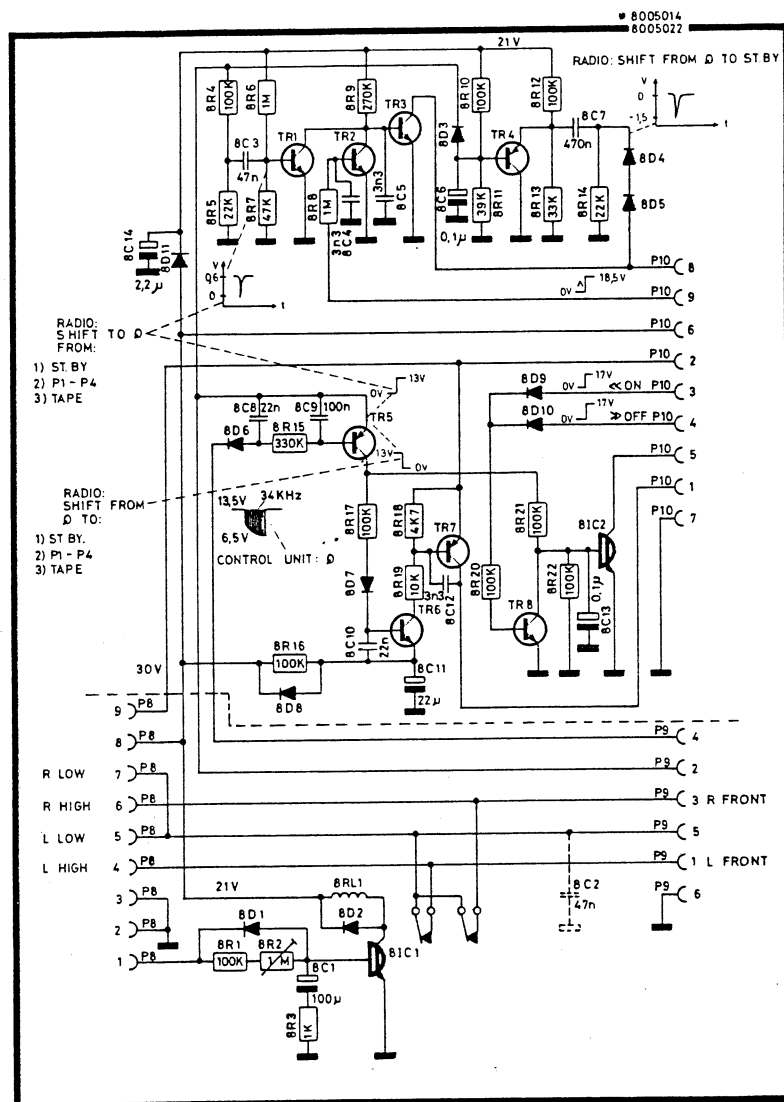 * 8005014
8005022
21V
RADIO: SHIFT FROM Ø TO ST.BY
V
0
-1,5
t
8R4
100K
8R6
1M
8R9
270K
TR3
8R10
100K
8R12
100K
8C3
47n
TR1
TR2
8D3
TR4
8C7
470n
8D4
8R5
22K
8R7
47K
8R8
1M
3n3
8C4
3n3
8C5
8C6
0,1µ
39K
8R11
8R13
33K
8R14
22K
8D5
8C14
2,2µ
8D11
V
0,6
0
t
P10 8
0V
18,5V
P10 9
P10 6
RADIO:
SHIFT TO Ø
FROM:
1) ST. BY
2) P1-P4
3) TAPE
P10 2
13V
0V
8D9
0V
17V
≪ON
P10 3
8D10
0V
17V
≫OFF
P10 4
8C8
22n
8C9
100n
TR5
8D6
8R15
330K
13V
0V
P10 5
P10 1
P10 7
RADIO:
SHIFT FROM
Ø TO:
1) ST BY.
2) P1-P4
3) TAPE
13,5V
34KHz
6,5V
CONTROL UNIT: Ø
8R17
100K
8R18
4K7
TR7
8R21
100K
8IC2
8D7
8R19
10K
3n3
8C12
8R20
100K
8R22
100K
0,1µ
8C13
TR6
TR8
8C10
22n
8R16
100K
8D8
8C11
22µ
30V
9 P8
8 P8
P9 4
R LOW 7 P8
P9 2
R HIGH 6 P8
P9 3 R FRONT
L LOW 5 P8
P9 5
L HIGH 4 P8
P9 1 L FRONT
3 P8
21V
8RL1
8C2
47n
P9 6
2 P8
8D1
8D2
1 P8
8R1
100K
8R2
1M
8IC1
8C1
100µ
8R3
1K